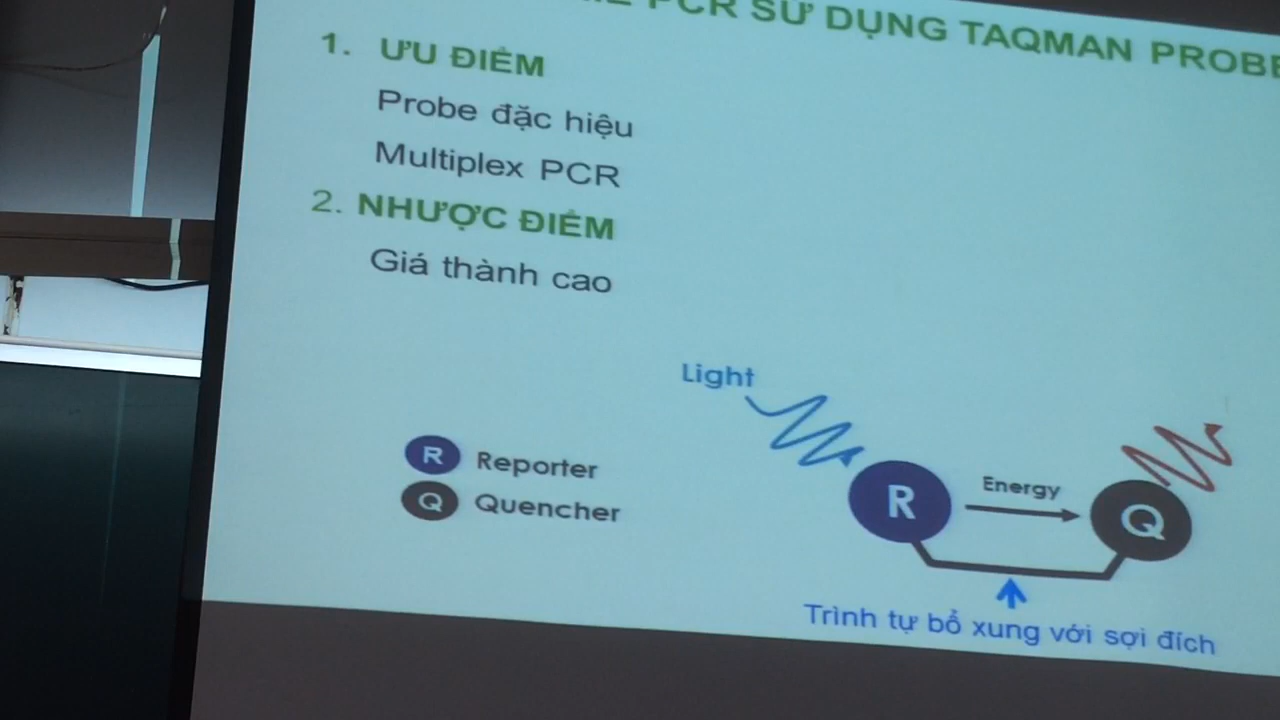 PCR SỬ DỤNG TAQMAN PROBE
1. ƯU ĐIỂM
Probe đặc hiệu
Multiplex PCR
2. NHƯỢC ĐIỂM
Giá thành cao
Light
R Reporter
Q Quencher
R
Energy
Q
Trình tự bổ xung với sợi đích